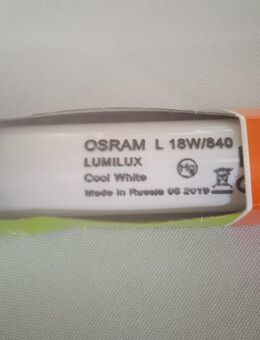 OSRAM L 18W/840
LUMILUX Hg
Cool White
Made in Russia 05 2019